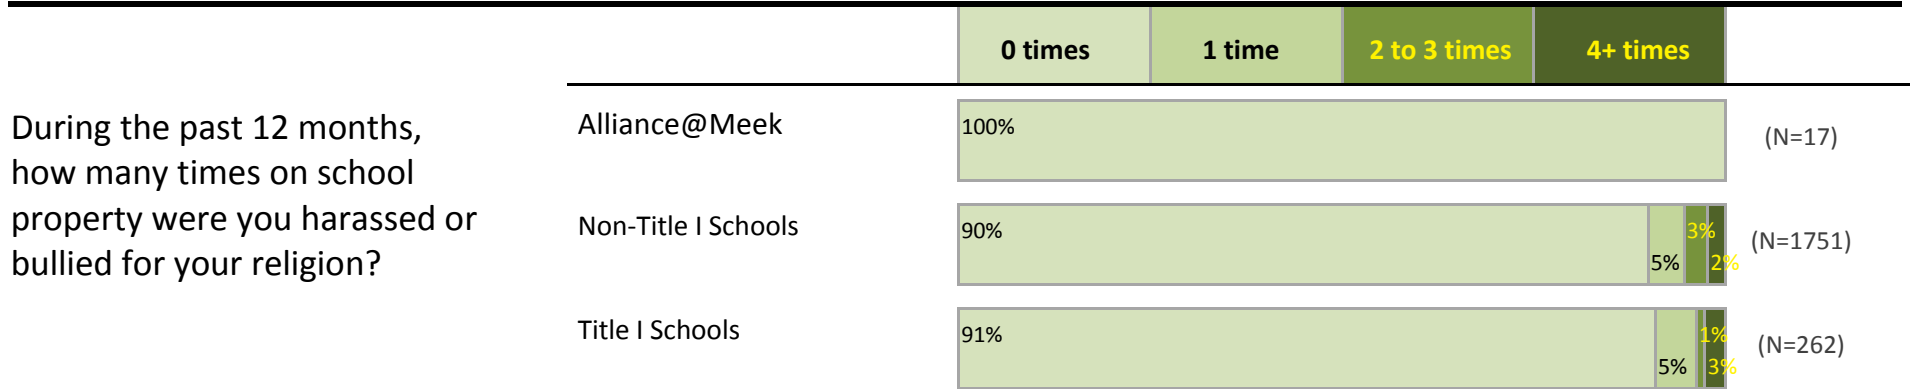 0 times 1 time 2 to 3 times 4+ times
During the past 12 months,
how many times on school
property were you harassed or
bullied for your religion?
Alliance@Meek 100% (N=17)
Non-Title I Schools 90% 5% 3% 2% (N=1751)
Title I Schools 91% 5% 1% 3% (N=262)